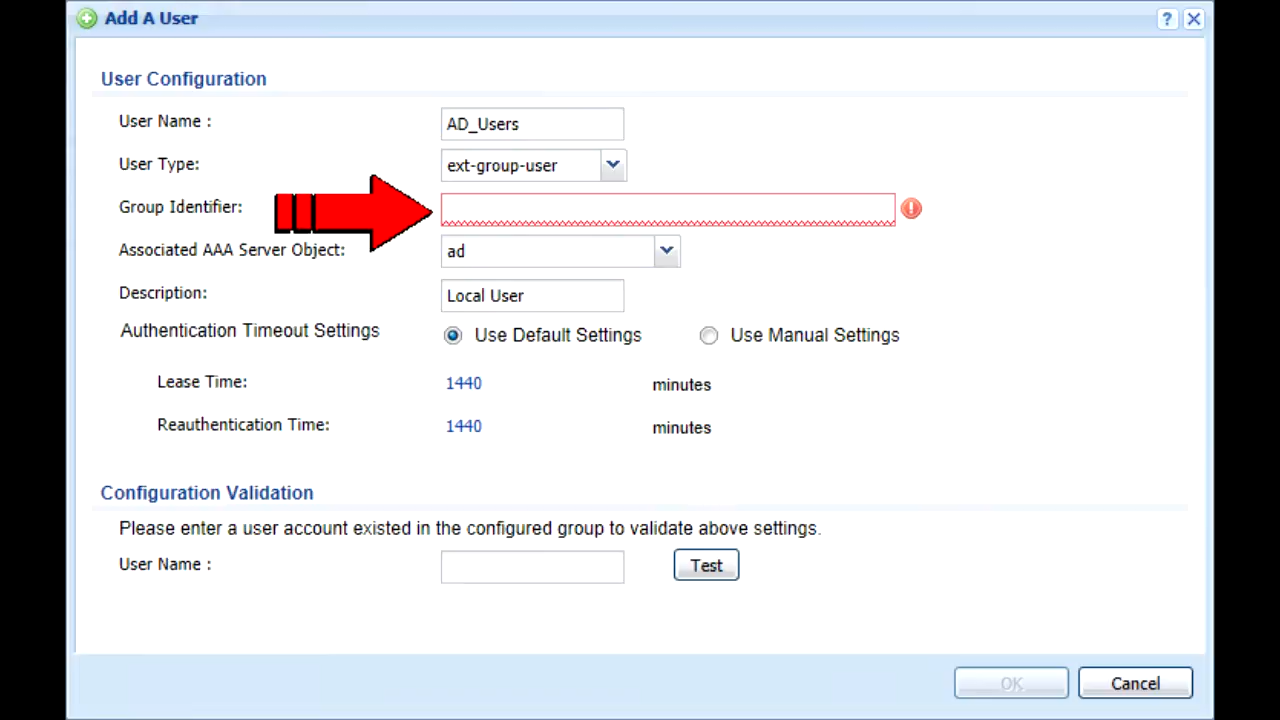 Add A User
?
User Configuration
User Name : AD_Users
User Type: ext-group-user
Group Identifier: !
Associated AAA Server Object: ad
Description: Local User
Authentication Timeout Settings Use Default Settings Use Manual Settings
Lease Time: 1440 minutes
Reauthentication Time: 1440 minutes
Configuration Validation
Please enter a user account existed in the configured group to validate above settings.
User Name : Test
OK Cancel